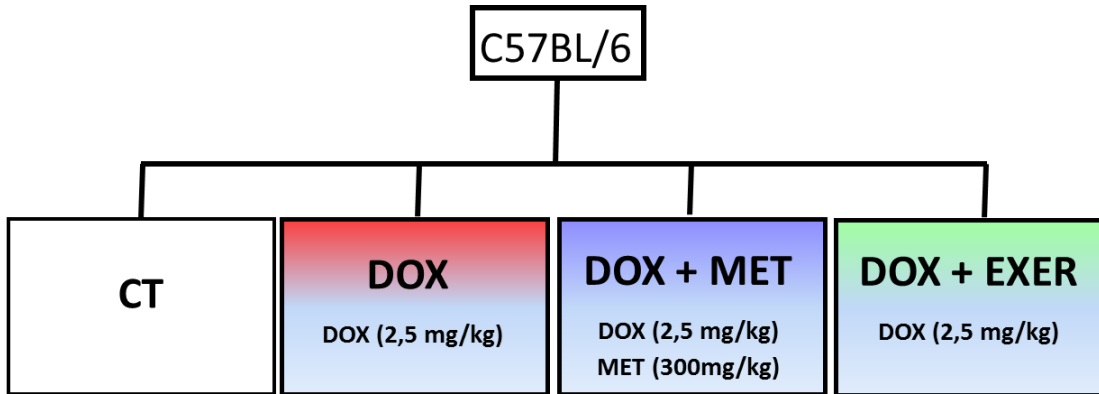 C57BL/6
CT
DOX
DOX (2,5 mg/kg)
DOX + MET
DOX (2,5 mg/kg)
MET (300mg/kg)
DOX + EXER
DOX (2,5 mg/kg)